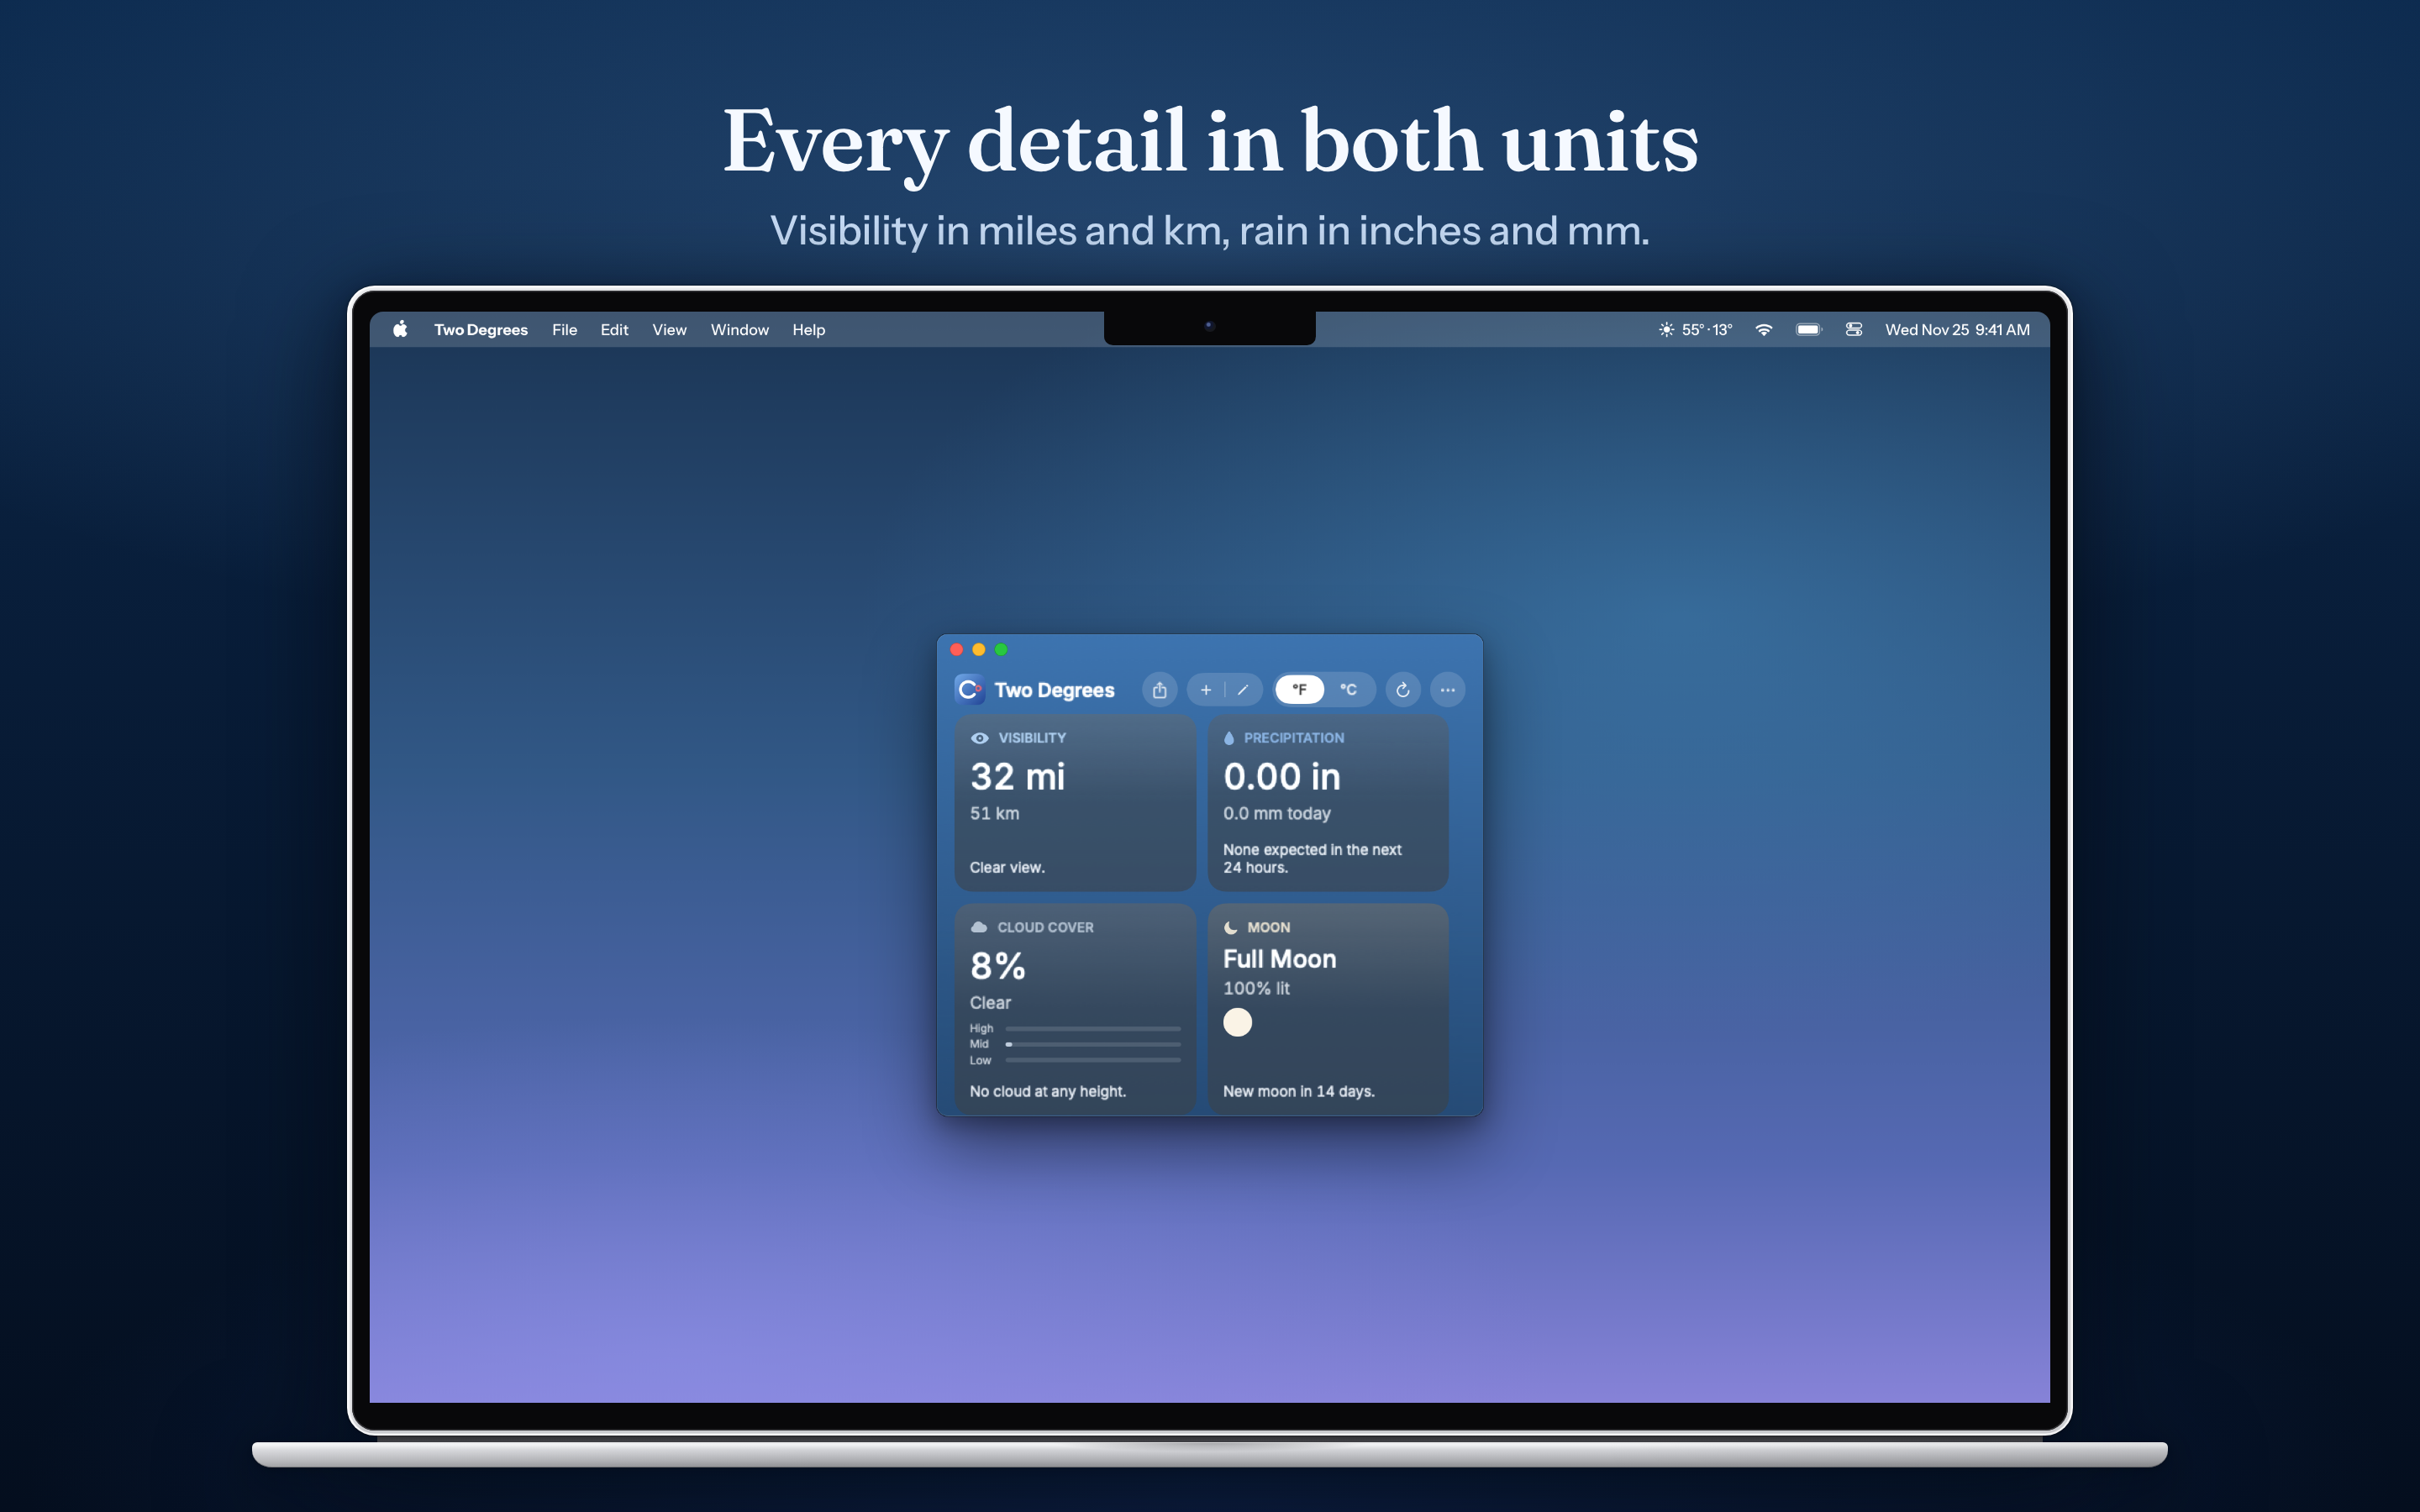 Every detail in both units
Visibility in miles and km, rain in inches and mm.
Two Degrees File Edit View Window Help 55° · 13° Wed Nov 25 9:41 AM
Two Degrees °F °C
VISIBILITY
32 mi
51 km
Clear view.
PRECIPITATION
0.00 in
0.0 mm today
None expected in the next
24 hours.
CLOUD COVER
8%
Clear
High
Mid
Low
No cloud at any height.
MOON
Full Moon
100% lit
New moon in 14 days.